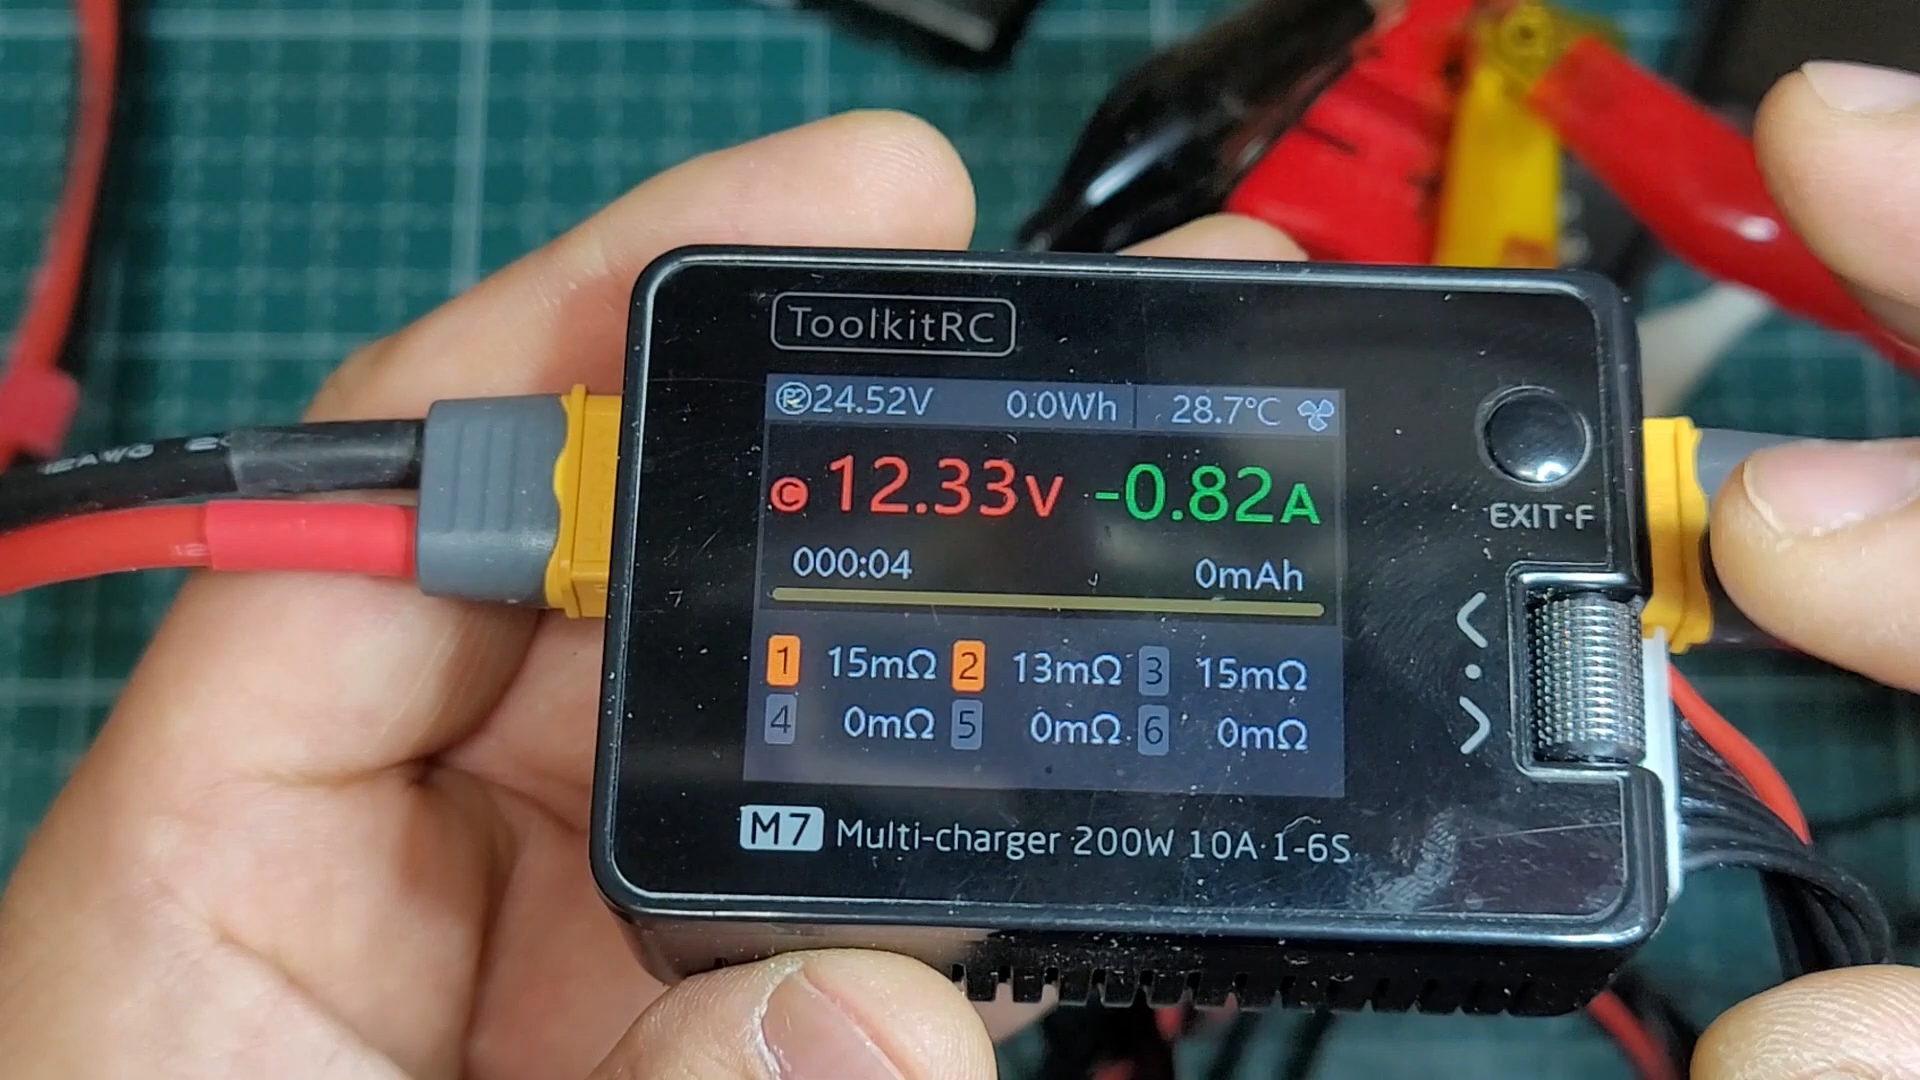 ToolkitRC
24.52V 0.0Wh 28.7°C
© 12.33V -0.82A
000:04 0mAh
1 15mΩ 2 13mΩ 3 15mΩ
4 0mΩ 5 0mΩ 6 0mΩ
EXIT·F
M7 Multi-charger 200W 10A·1-6S
12AWG